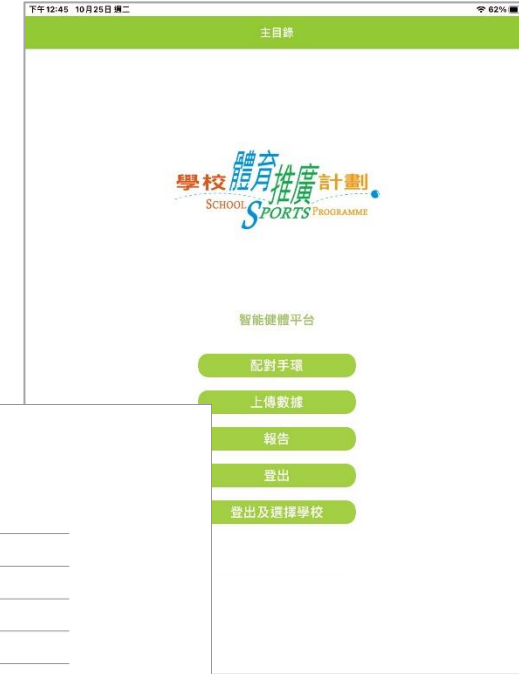 下午12:45 10月25日 週二 62%
主目錄
學校體育推廣計劃
SCHOOL SPORTS PROGRAMME
智能健體平台
配對手環
上傳數據
報告
登出
登出及選擇學校